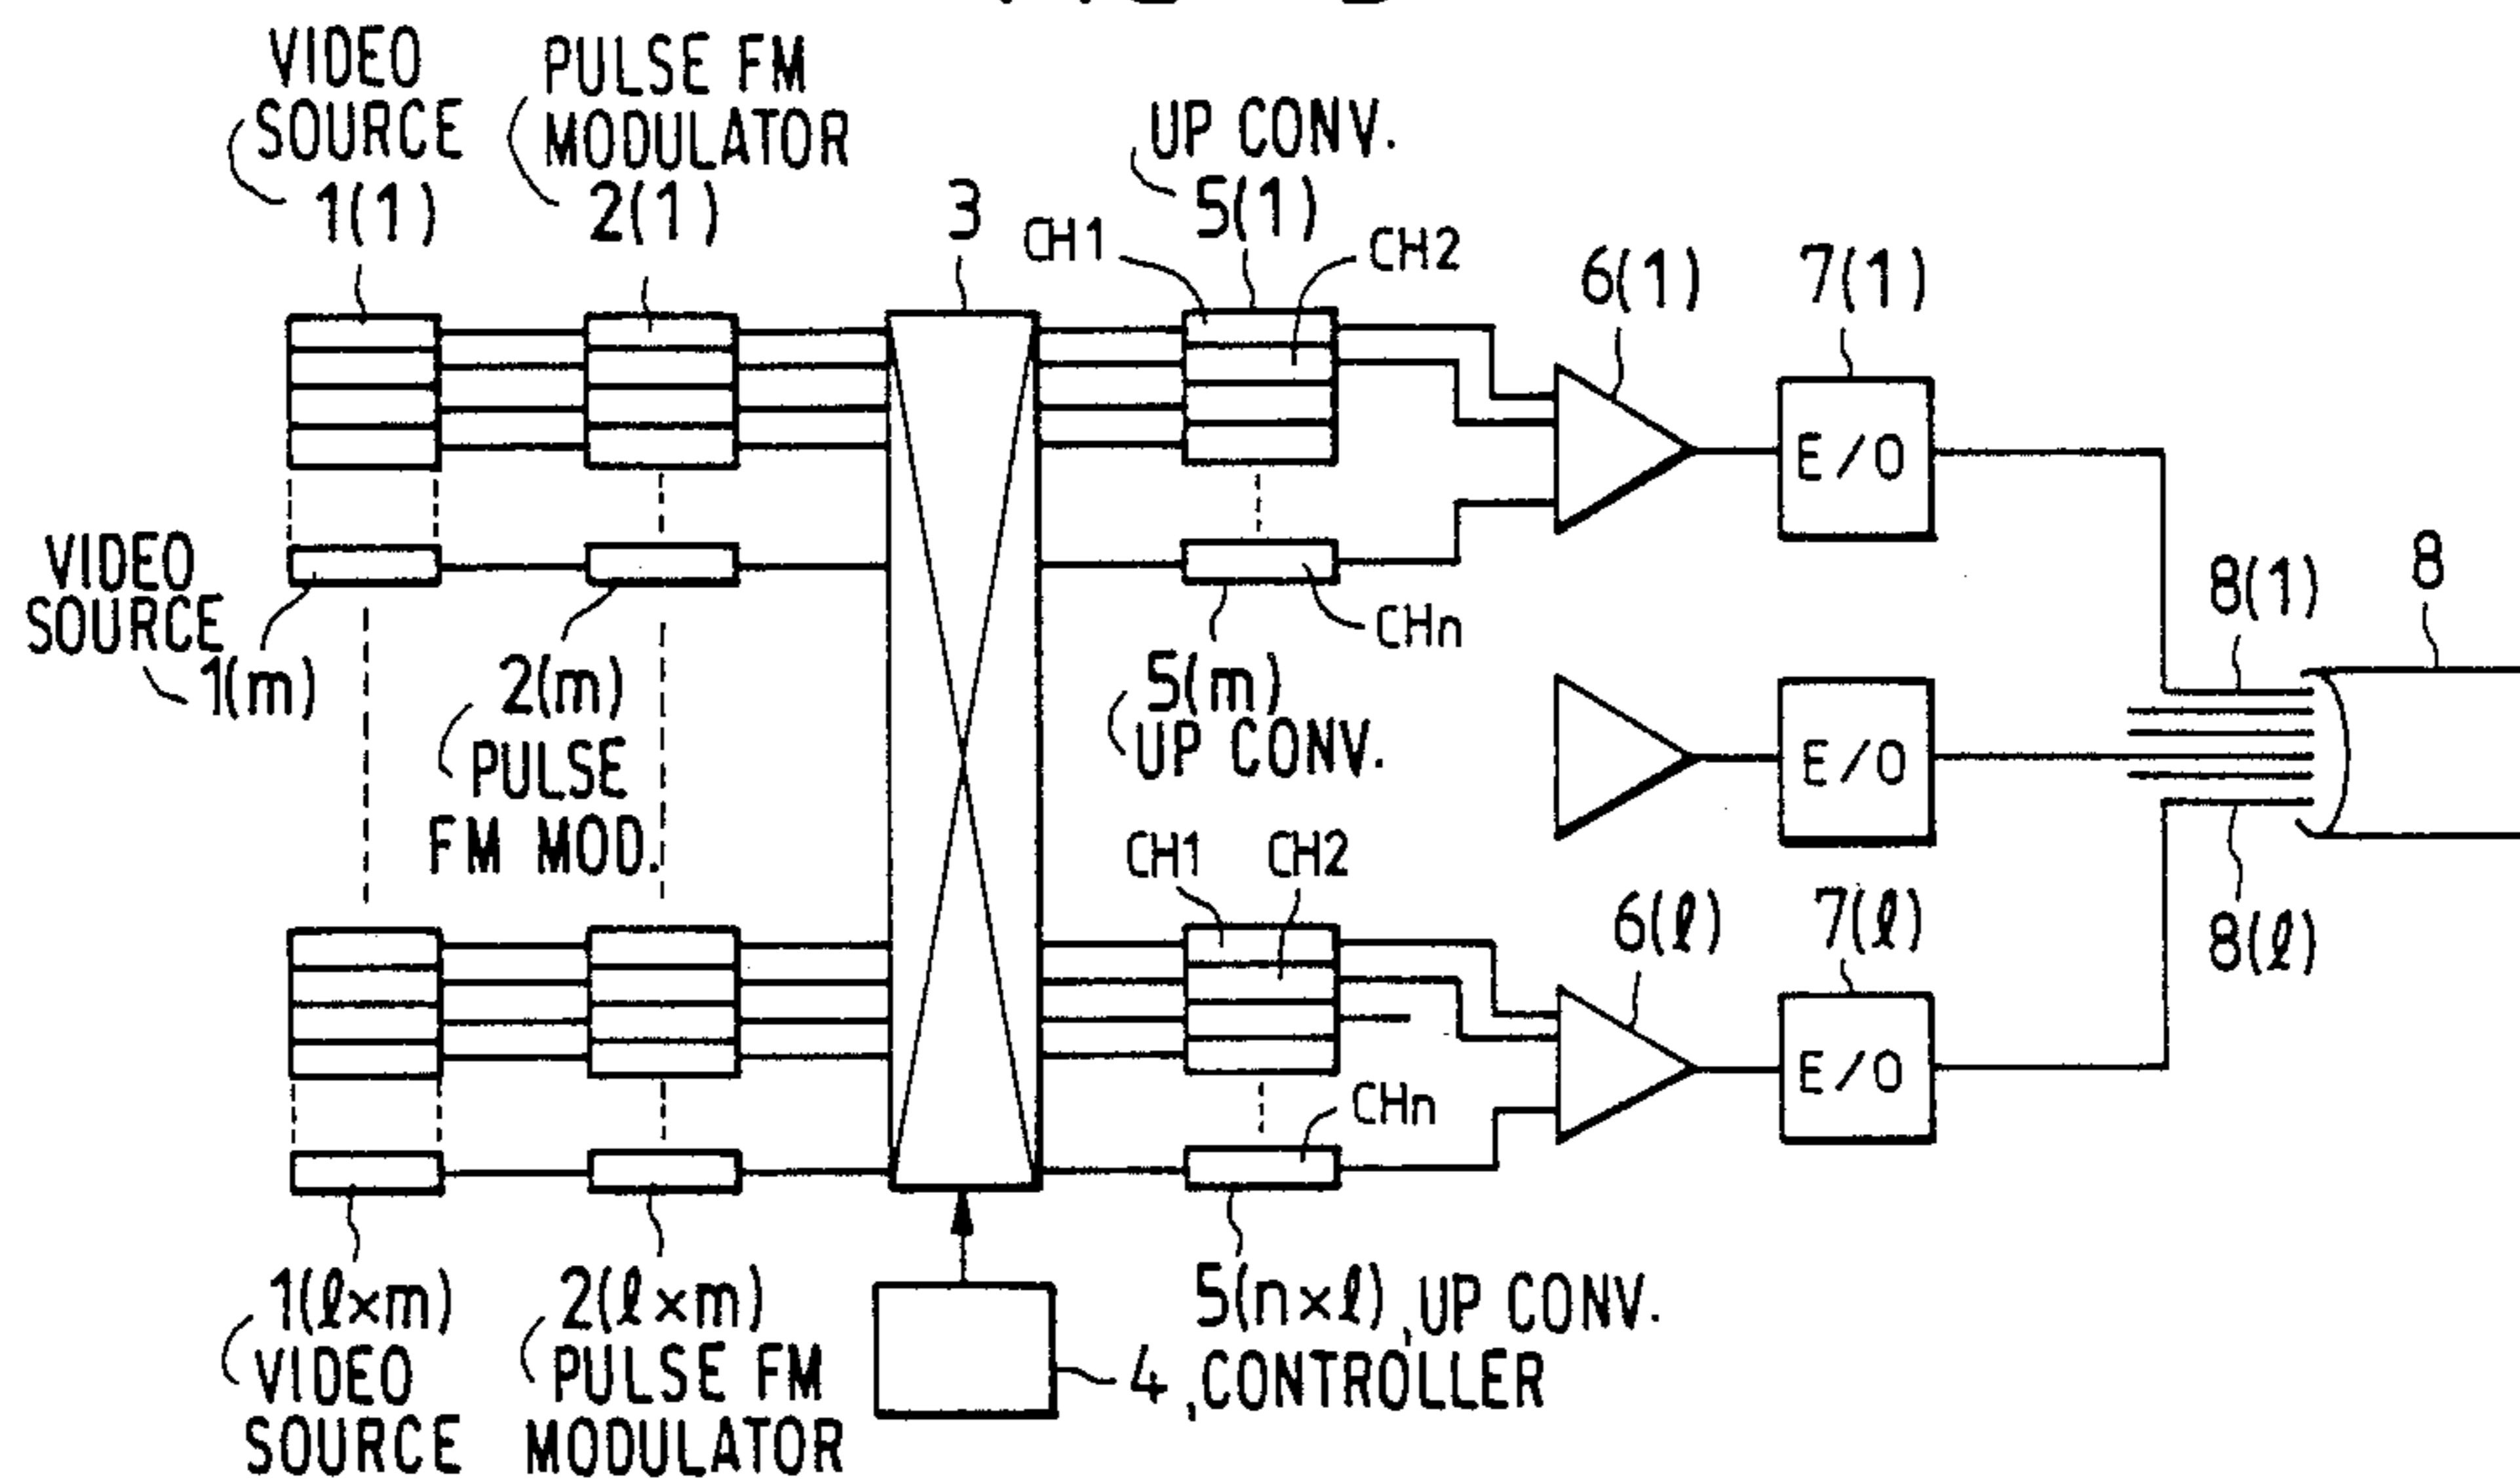 VIDEO
SOURCE
1(1)
PULSE FM
MODULATOR
2(1)
3
UP CONV.
5(1)
CH1
CH2
6(1)
7(1)
E/O
VIDEO
SOURCE
1(m)
2(m)
PULSE
FM MOD.
CHn
5(m)
UP CONV.
E/O
8(1)
8
8(ℓ)
CH1
CH2
6(ℓ)
7(ℓ)
E/O
CHn
1(ℓ×m)
VIDEO
SOURCE
2(ℓ×m)
PULSE FM
MODULATOR
5(n×ℓ), UP CONV.
4, CONTROLLER